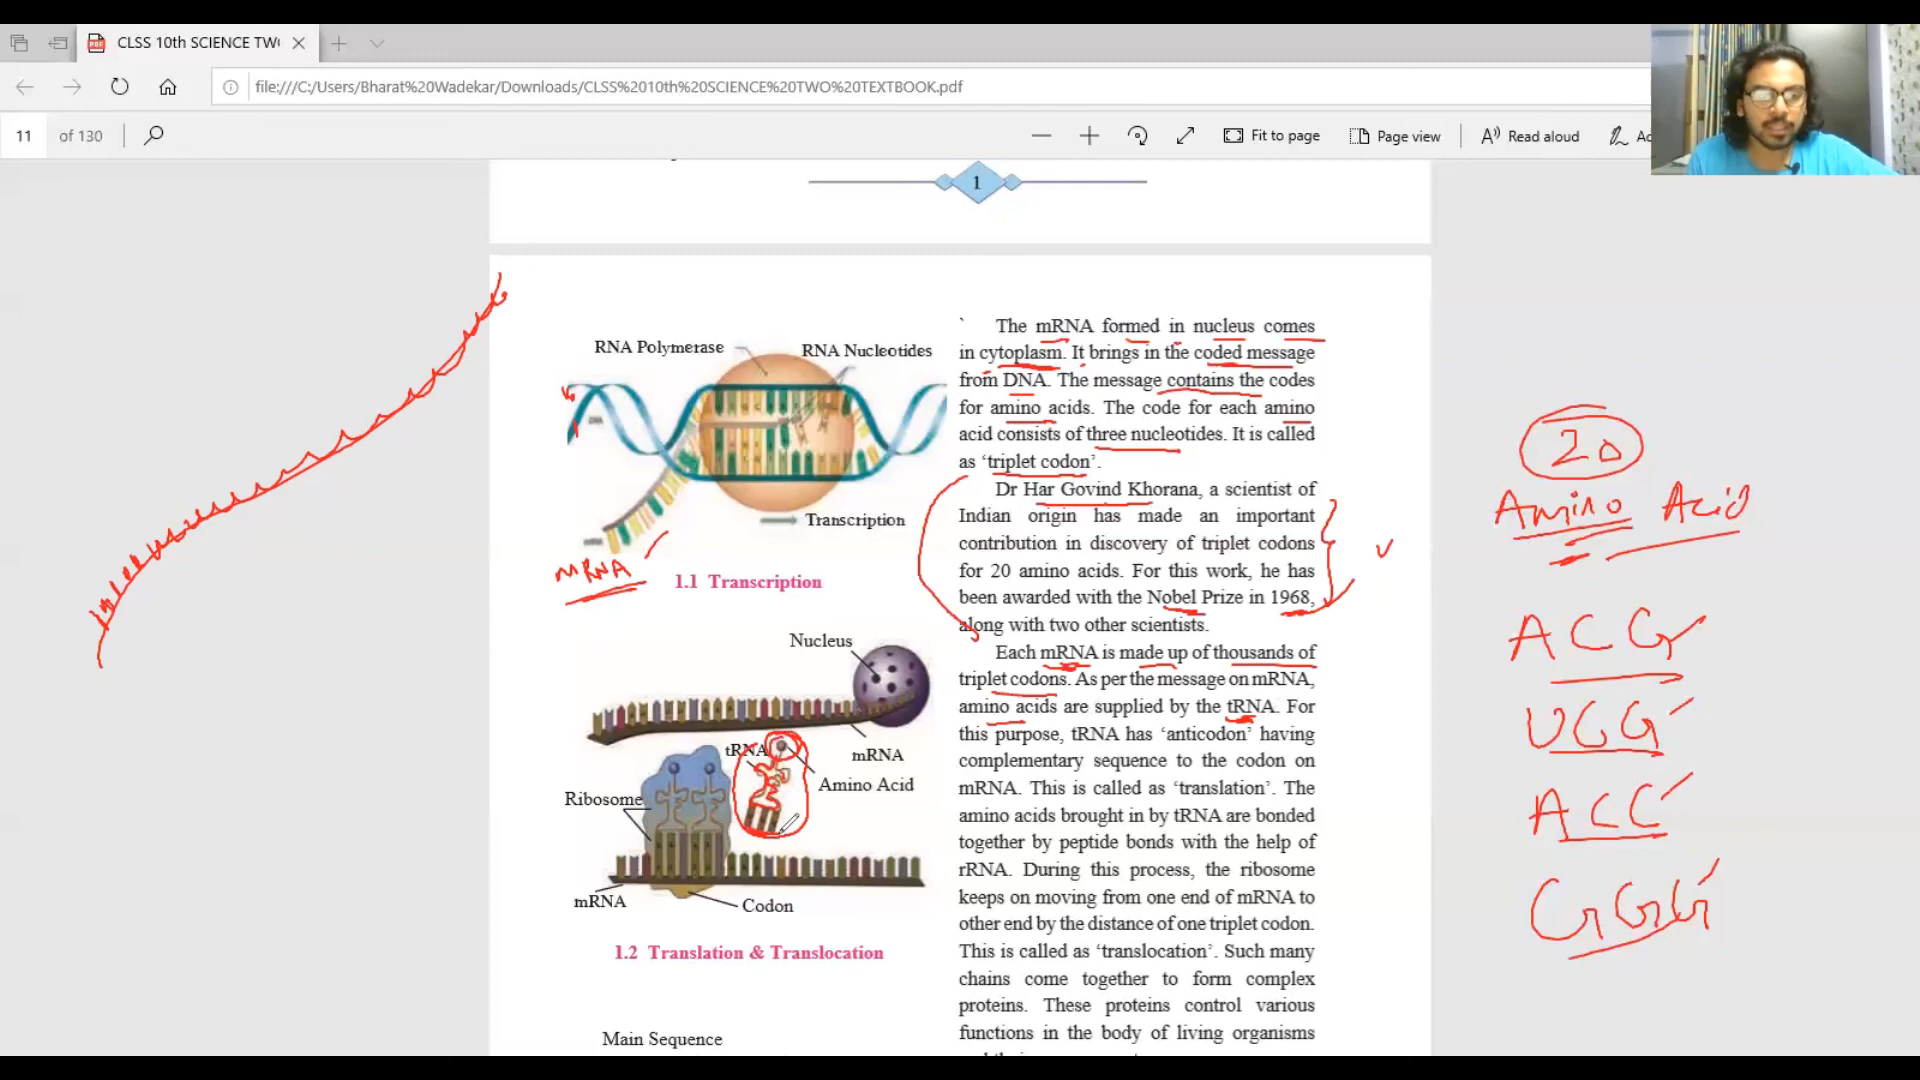 CLSS 10th SCIENCE TW
file:///C:/Users/Bharat%20Wadekar/Downloads/CLSS%2010th%20SCIENCE%20TWO%20TEXTBOOK.pdf
11 of 130
Fit to page
Page view
Read aloud
1
RNA Polymerase
RNA Nucleotides
Transcription
mRNA
1.1 Transcription
Nucleus
mRNA
tRNA
Amino Acid
Ribosome
mRNA
Codon
1.2 Translation & Translocation
Main Sequence
The mRNA formed in nucleus comes
in cytoplasm. It brings in the coded message
from DNA. The message contains the codes
for amino acids. The code for each amino
acid consists of three nucleotides. It is called
as ‘triplet codon’.
Dr Har Govind Khorana, a scientist of
Indian origin has made an important
contribution in discovery of triplet codons
for 20 amino acids. For this work, he has
been awarded with the Nobel Prize in 1968,
along with two other scientists.
Each mRNA is made up of thousands of
triplet codons. As per the message on mRNA,
amino acids are supplied by the tRNA. For
this purpose, tRNA has ‘anticodon’ having
complementary sequence to the codon on
mRNA. This is called as ‘translation’. The
amino acids brought in by tRNA are bonded
together by peptide bonds with the help of
rRNA. During this process, the ribosome
keeps on moving from one end of mRNA to
other end by the distance of one triplet codon.
This is called as ‘translocation’. Such many
chains come together to form complex
proteins. These proteins control various
functions in the body of living organisms
20
Amino Acid
ACG
UGG
ACC
GGG